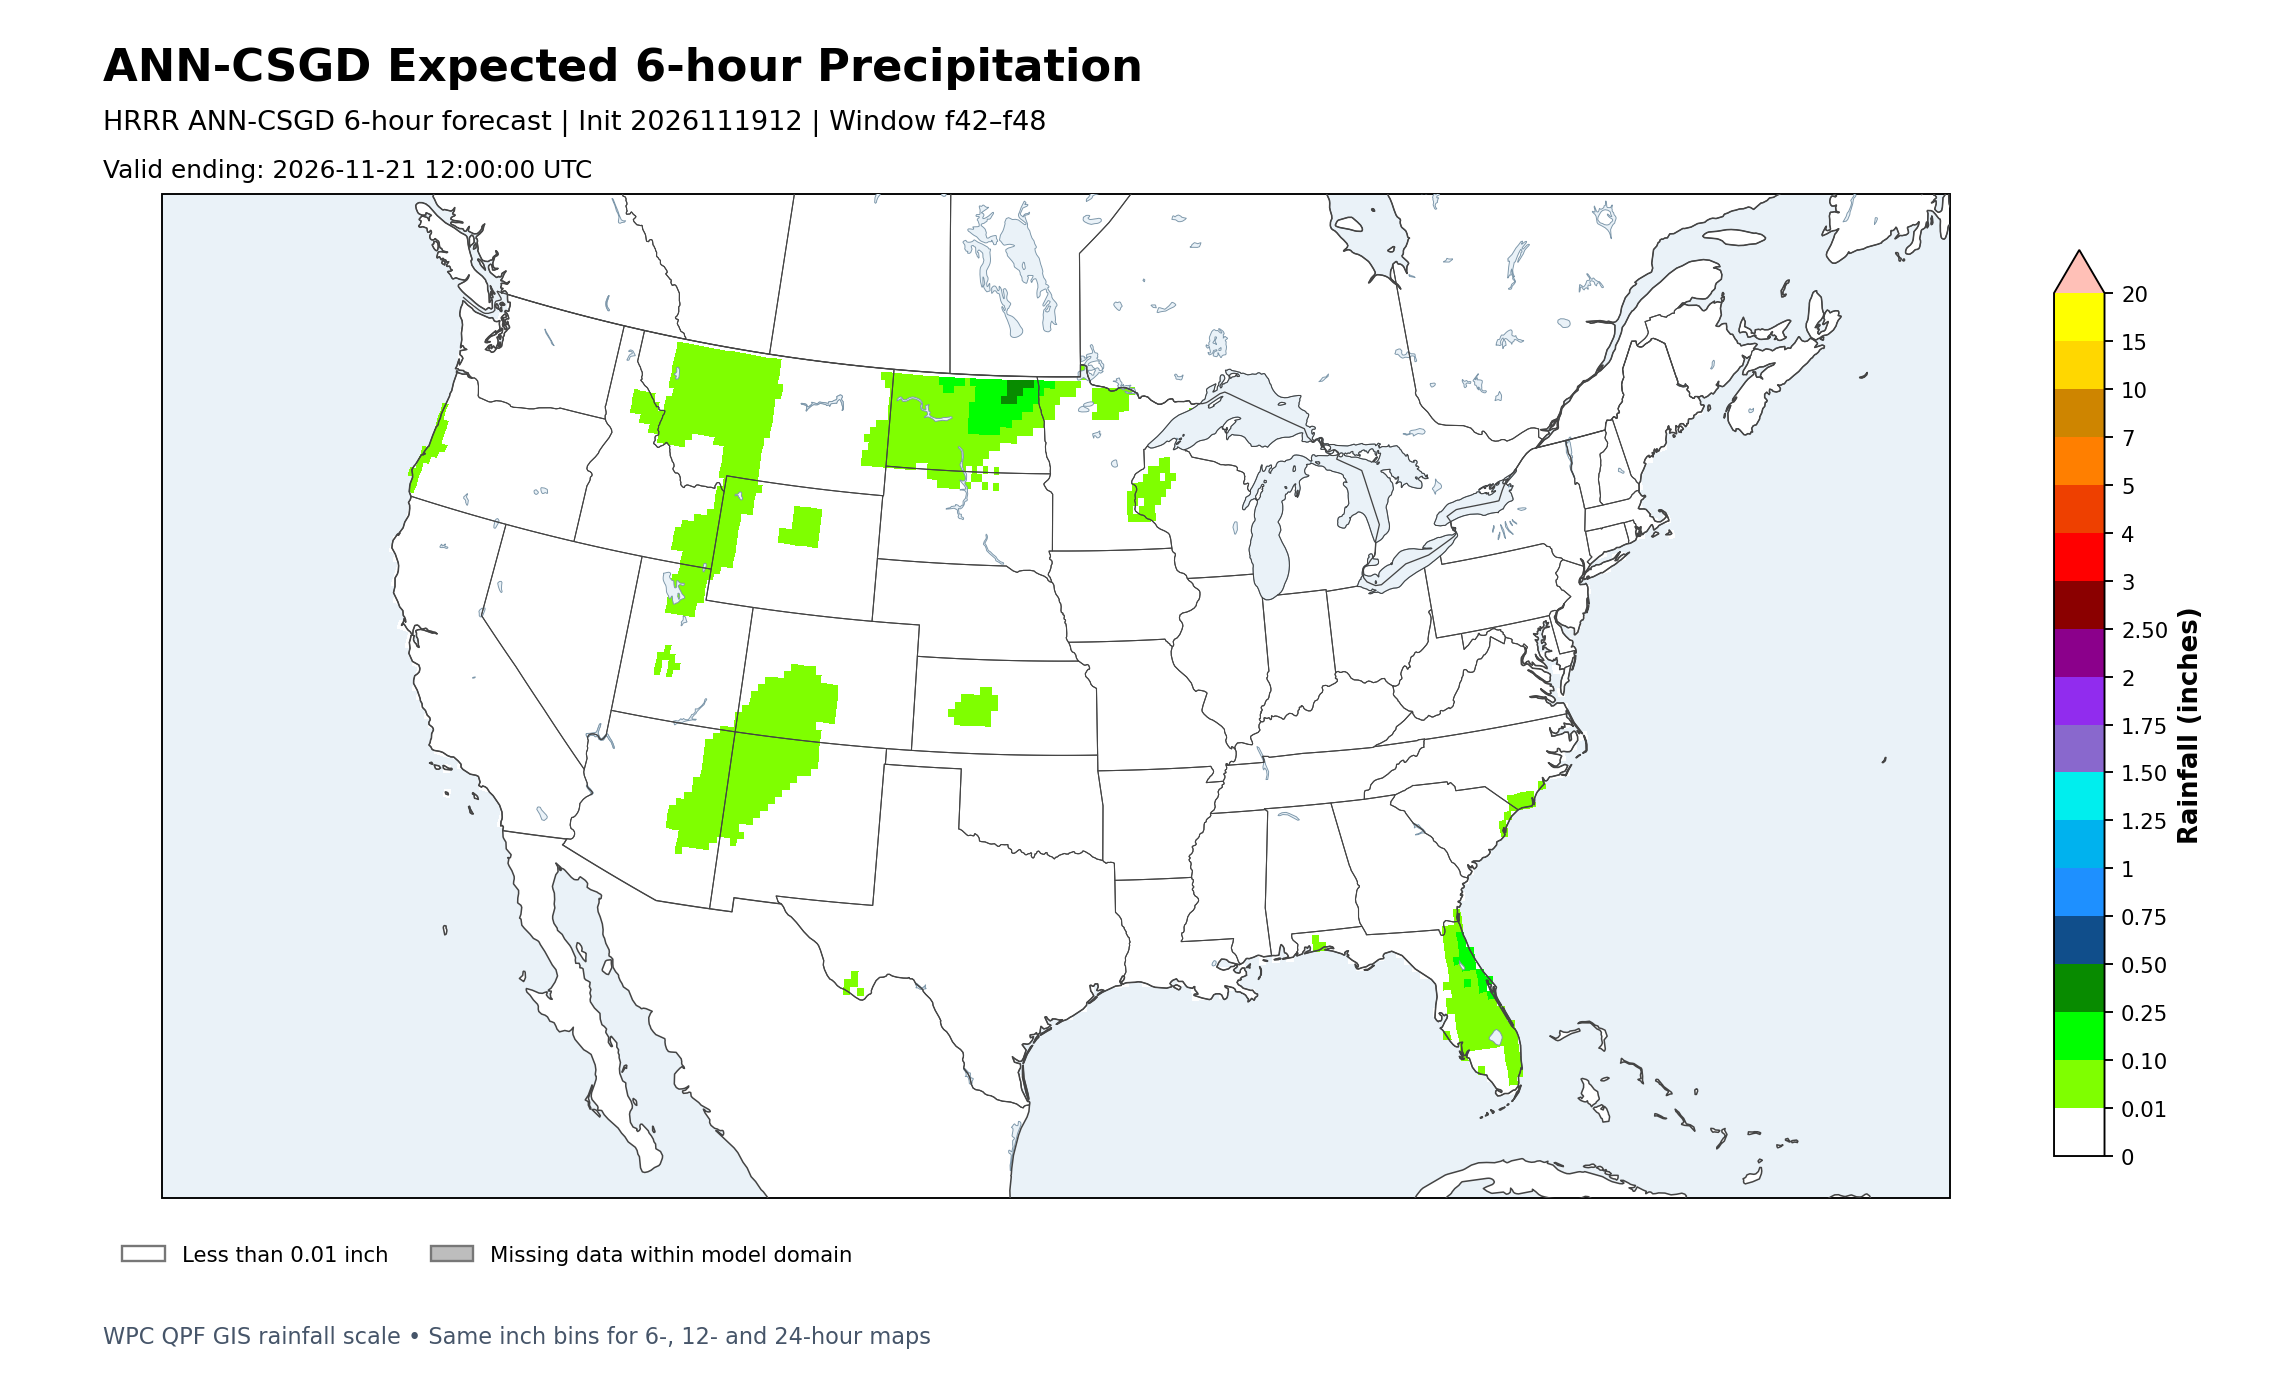 ANN-CSGD Expected 6-hour Precipitation
HRRR ANN-CSGD 6-hour forecast | Init 2026111912 | Window f42–f48
Valid ending: 2026-11-21 12:00:00 UTC
20
15
10
7
5
4
3
2.50
2
1.75
1.50
1.25
1
0.75
0.50
0.25
0.10
0.01
0
Rainfall (inches)
Less than 0.01 inch
Missing data within model domain
WPC QPF GIS rainfall scale • Same inch bins for 6-, 12- and 24-hour maps